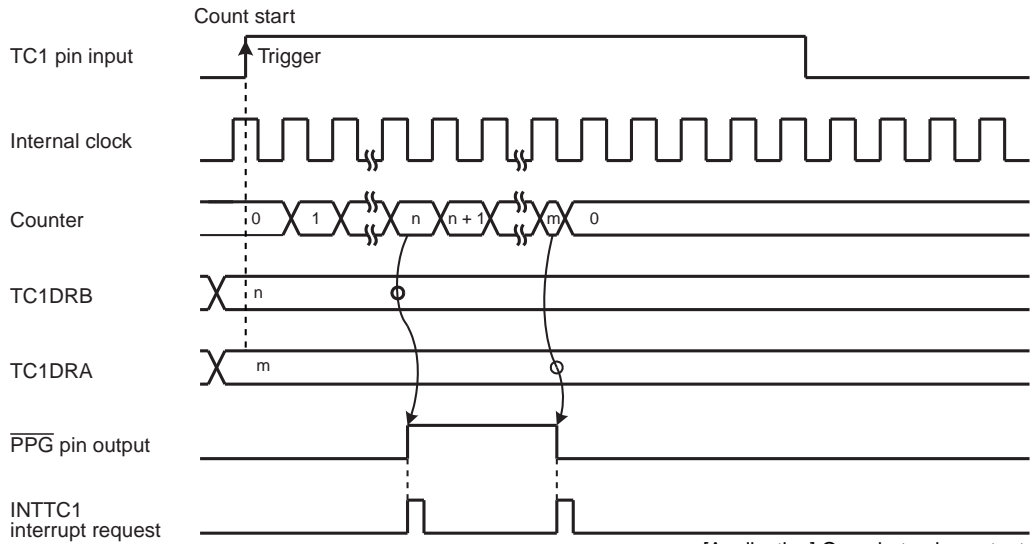 Count start
TC1 pin input
Trigger
Internal clock
Counter
0
1
n
n + 1
m
0
TC1DRB
n
TC1DRA
m
PPG pin output
INTTC1
interrupt request